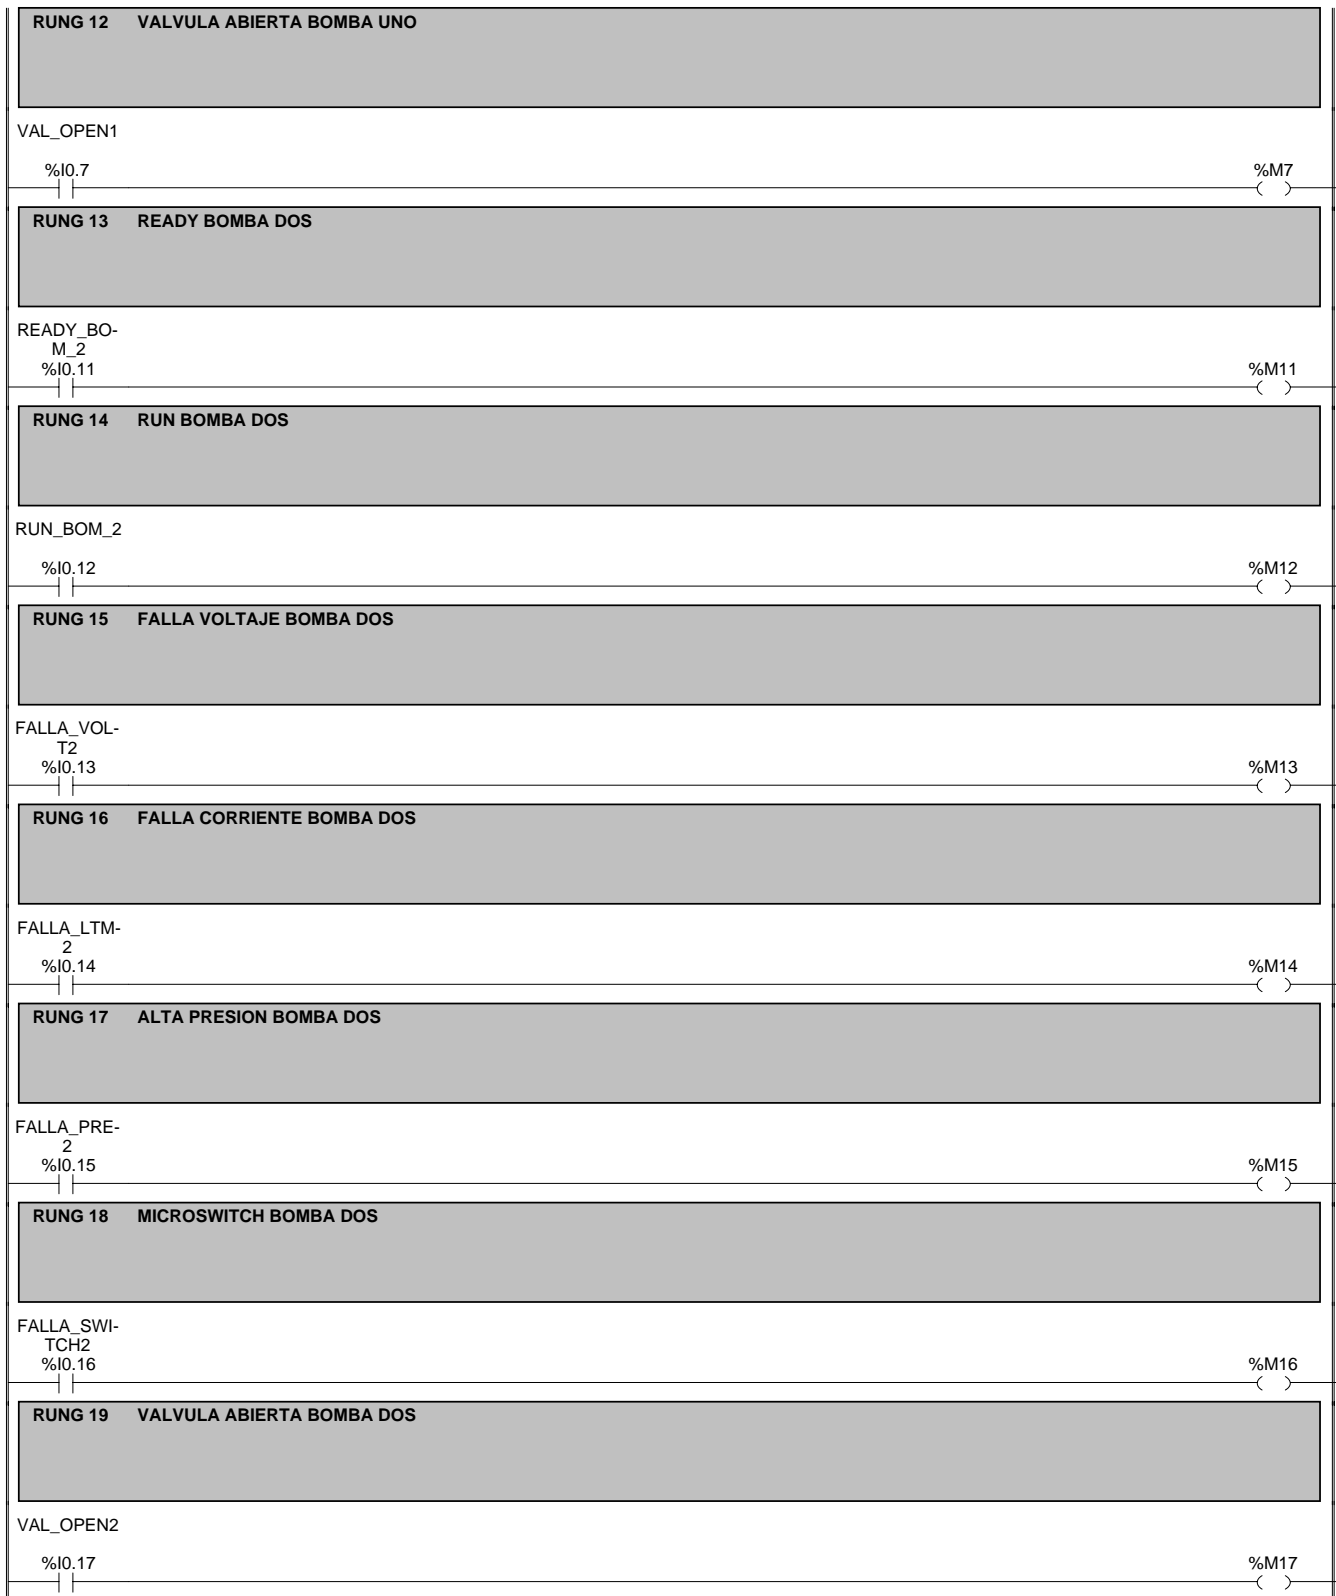 RUNG 12 VALVULA ABIERTA BOMBA UNO
VAL_OPEN1
%I0.7 %M7
RUNG 13 READY BOMBA DOS
READY_BO-
M_2
%I0.11 %M11
RUNG 14 RUN BOMBA DOS
RUN_BOM_2
%I0.12 %M12
RUNG 15 FALLA VOLTAJE BOMBA DOS
FALLA_VOL-
T2
%I0.13 %M13
RUNG 16 FALLA CORRIENTE BOMBA DOS
FALLA_LTM-
2
%I0.14 %M14
RUNG 17 ALTA PRESION BOMBA DOS
FALLA_PRE-
2
%I0.15 %M15
RUNG 18 MICROSWITCH BOMBA DOS
FALLA_SWI-
TCH2
%I0.16 %M16
RUNG 19 VALVULA ABIERTA BOMBA DOS
VAL_OPEN2
%I0.17 %M17